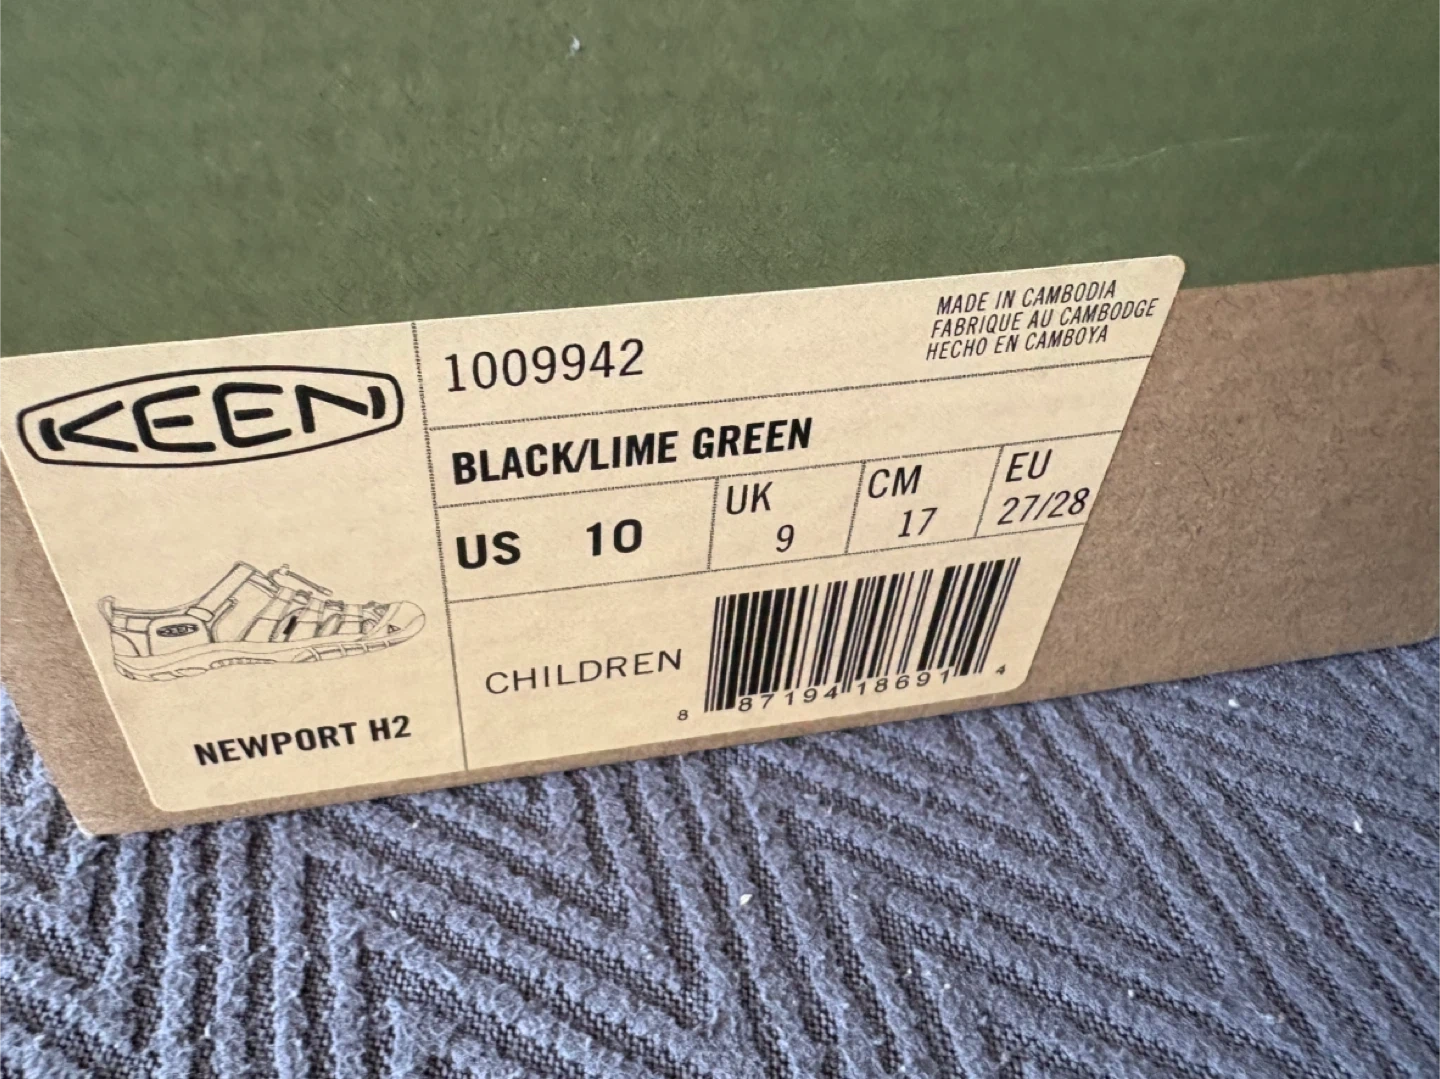 KEEN
1009942
MADE IN CAMBODIA
FABRIQUE AU CAMBODGE
HECHO EN CAMBOYA
BLACK/LIME GREEN
US 10
UK 9
CM 17
EU 27/28
KEEN
CHILDREN
8 87194 18691 4
NEWPORT H2